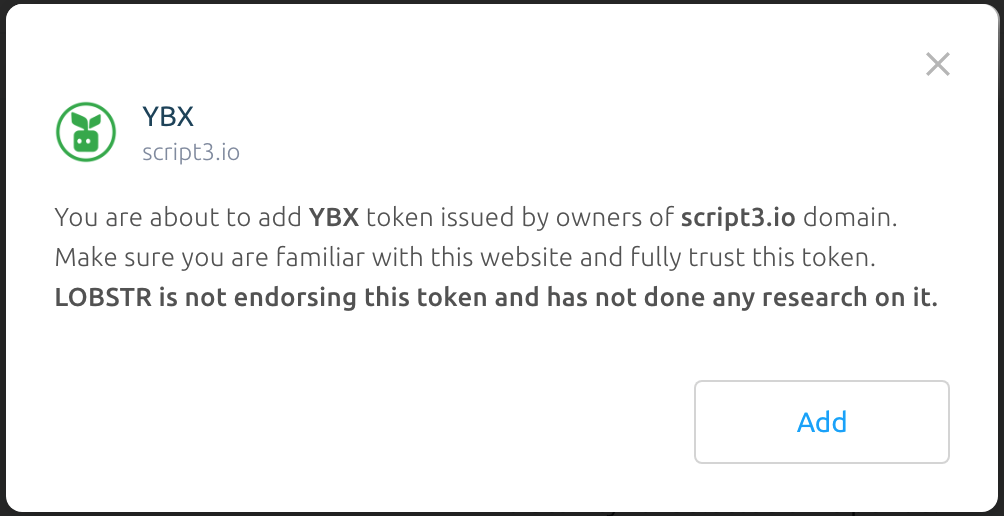 YBX
script3.io
You are about to add YBX token issued by owners of script3.io domain.
Make sure you are familiar with this website and fully trust this token.
LOBSTR is not endorsing this token and has not done any research on it.
Add